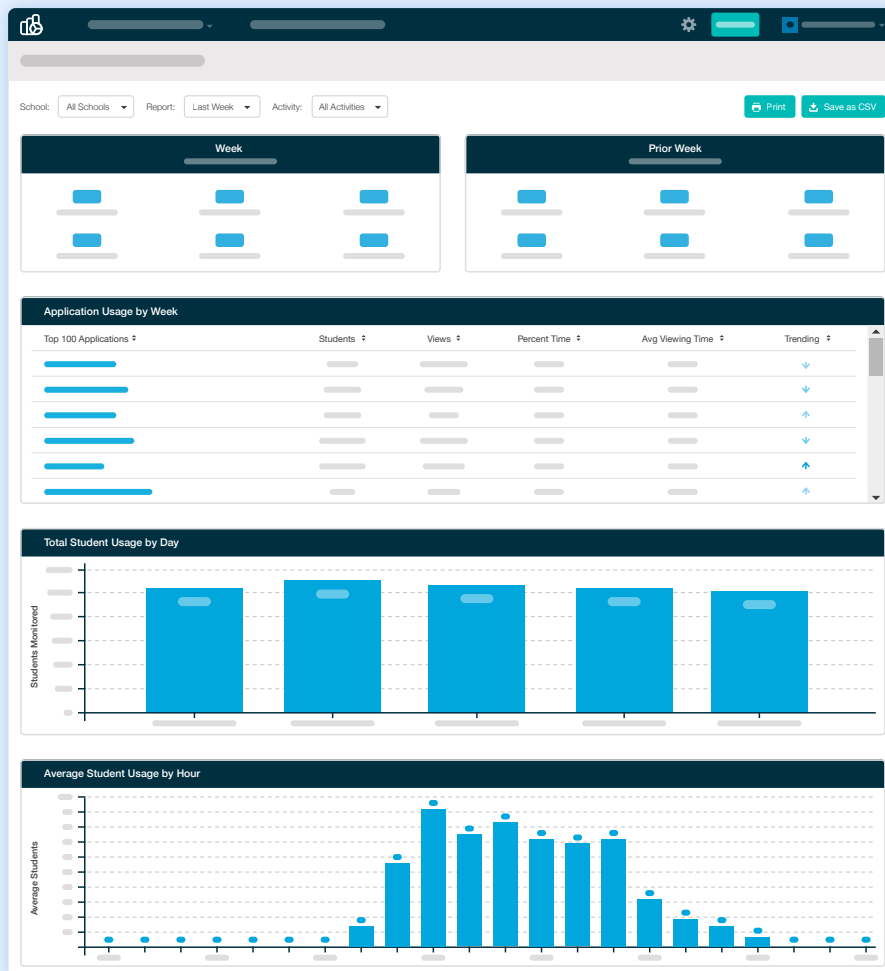 School: All Schools Report: Last Week Activity: All Activities Print Save as CSV
Week
Prior Week
Application Usage by Week
Top 100 Applications Students Views Percent Time Avg Viewing Time Trending
Total Student Usage by Day
Students Monitored
Average Student Usage by Hour
Average Students